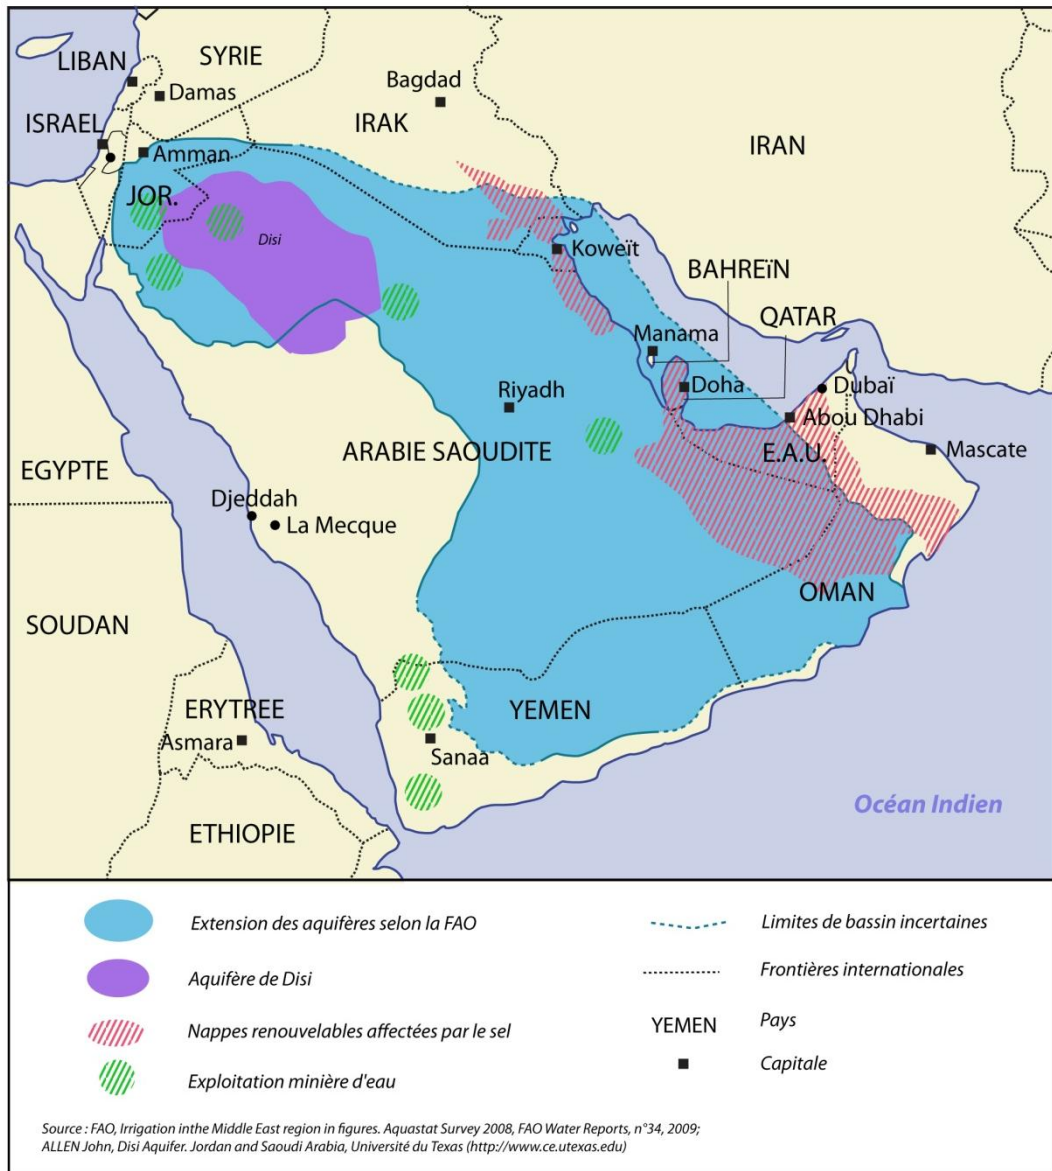 SYRIE
LIBAN
Bagdad
Damas
ISRAEL
IRAK
IRAN
Amman
JOR.
Disi
Koweït
BAHREïN
QATAR
Manama
Doha
Dubaï
Riyadh
Abou Dhabi
ARABIE SAOUDITE
E.A.U.
Mascate
EGYPTE
Djeddah
La Mecque
OMAN
SOUDAN
ERYTREE
YEMEN
Asmara
Sanaa
Océan Indien
ETHIOPIE
Extension des aquifères selon la FAO
Limites de bassin incertaines
Aquifère de Disi
Frontières internationales
Nappes renouvelables affectées par le sel
YEMEN Pays
Exploitation minière d'eau
Capitale
Source : FAO, Irrigation inthe Middle East region in figures. Aquastat Survey 2008, FAO Water Reports, n°34, 2009;
ALLEN John, Disi Aquifer. Jordan and Saoudi Arabia, Université du Texas (http://www.ce.utexas.edu)